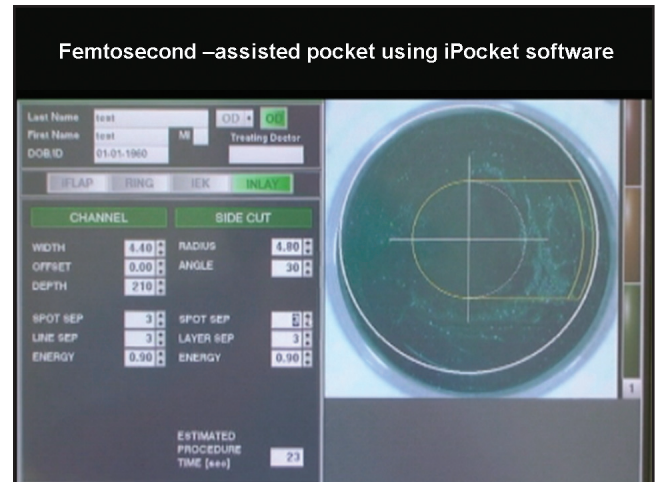 Femtosecond –assisted pocket using iPocket software
Last Name test OD OD
First Name test MI Treating Doctor
DOB/ID 01-01-1960
IFLAP RING IEK INLAY
CHANNEL SIDE CUT
WIDTH 4.40 RADIUS 4.80
OFFSET 0.00 ANGLE 30
DEPTH 210
SPOT SEP 3 SPOT SEP 3
LINE SEP 3 LAYER SEP 3
ENERGY 0.90 ENERGY 0.90
1
ESTIMATED
PROCEDURE
TIME [sec] 23